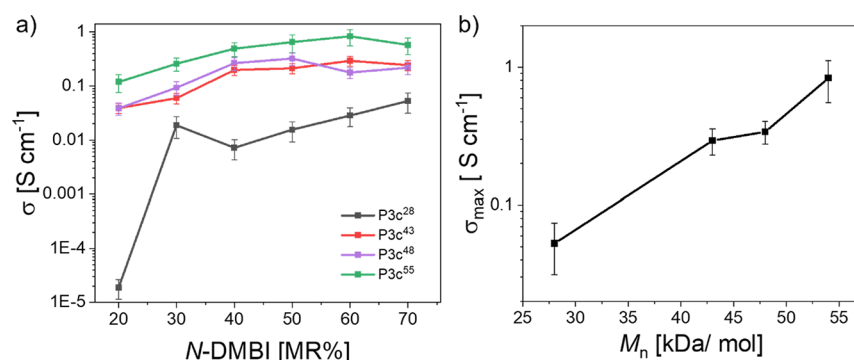 a)
σ [S cm⁻¹]
1
0.1
0.01
0.001
1E-4
1E-5
20 30 40 50 60 70
N-DMBI [MR%]
P3c²⁸
P3c⁴³
P3c⁴⁸
P3c⁵⁵
b)
σmax [ S cm⁻¹]
1
0.1
25 30 35 40 45 50 55
Mn [kDa/ mol]